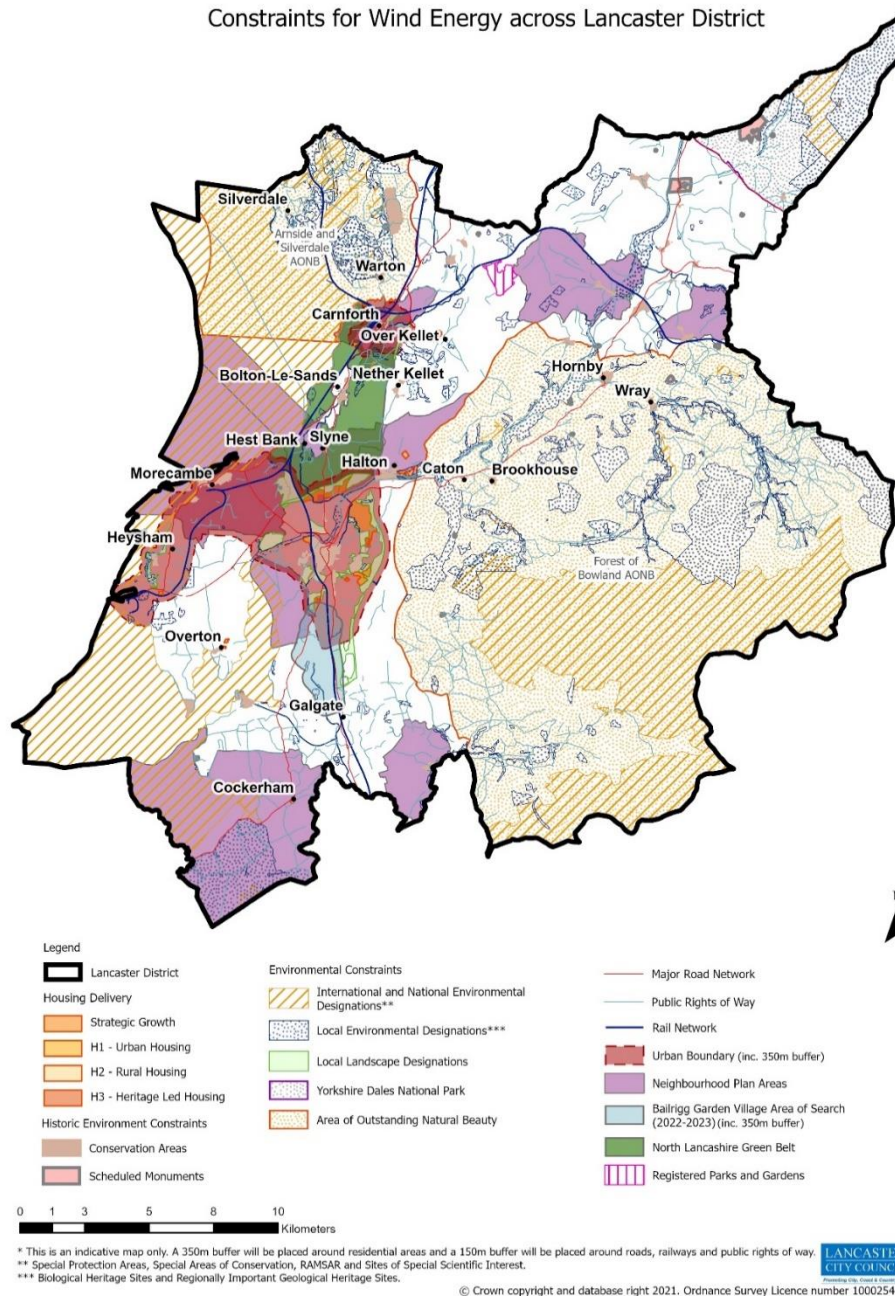 Constraints for Wind Energy across Lancaster District
Silverdale
Arnside and
Silverdale
AONB
Warton
Carnforth
Over Kellet
Bolton-Le-Sands
Nether Kellet
Hornby
Wray
Hest Bank
Slyne
Morecambe
Halton
Caton
Brookhouse
Heysham
Forest of
Bowland AONB
Overton
Galgate
Cockerham
Legend
Lancaster District
Housing Delivery
Strategic Growth
H1 - Urban Housing
H2 - Rural Housing
H3 - Heritage Led Housing
Historic Environment Constraints
Conservation Areas
Scheduled Monuments
Environmental Constraints
International and National Environmental
Designations**
Local Environmental Designations***
Local Landscape Designations
Yorkshire Dales National Park
Area of Outstanding Natural Beauty
Major Road Network
Public Rights of Way
Rail Network
Urban Boundary (inc. 350m buffer)
Neighbourhood Plan Areas
Bailrigg Garden Village Area of Search
(2022-2023) (inc. 350m buffer)
North Lancashire Green Belt
Registered Parks and Gardens
0 1 3 5 8 10
Kilometers
* This is an indicative map only. A 350m buffer will be placed around residential areas and a 150m buffer will be placed around roads, railways and public rights of way.
** Special Protection Areas, Special Areas of Conservation, RAMSAR and Sites of Special Scientific Interest.
*** Biological Heritage Sites and Regionally Important Geological Heritage Sites.
LANCASTE
CITY COUNC
© Crown copyright and database right 2021. Ordnance Survey Licence number 1000254